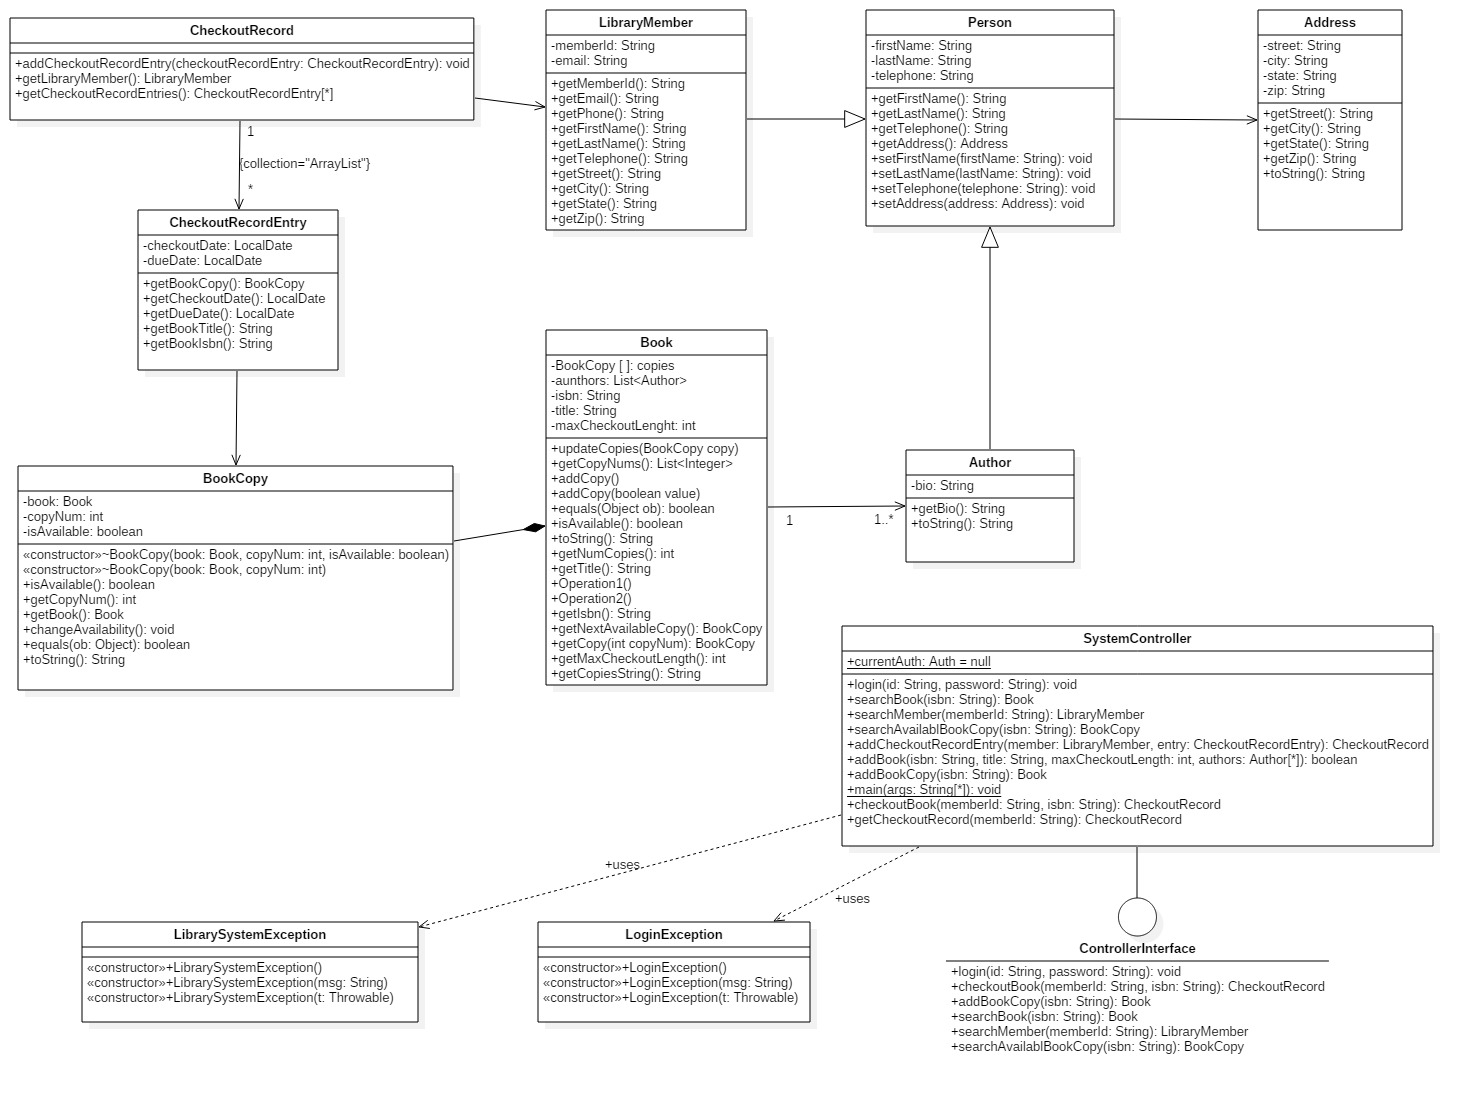 CheckoutRecord
+addCheckoutRecordEntry(checkoutRecordEntry: CheckoutRecordEntry): void
+getLibraryMember(): LibraryMember
+getCheckoutRecordEntries(): CheckoutRecordEntry[*]
LibraryMember
-memberId: String
-email: String
+getMemberId(): String
+getEmail(): String
+getPhone(): String
+getFirstName(): String
+getLastName(): String
+getTelephone(): String
+getStreet(): String
+getCity(): String
+getState(): String
+getZip(): String
Person
-firstName: String
-lastName: String
-telephone: String
+getFirstName(): String
+getLastName(): String
+getTelephone(): String
+getAddress(): Address
+setFirstName(firstName: String): void
+setLastName(lastName: String): void
+setTelephone(telephone: String): void
+setAddress(address: Address): void
Address
-street: String
-city: String
-state: String
-zip: String
+getStreet(): String
+getCity(): String
+getState(): String
+getZip(): String
+toString(): String
1
{collection="ArrayList"}
*
CheckoutRecordEntry
-checkoutDate: LocalDate
-dueDate: LocalDate
+getBookCopy(): BookCopy
+getCheckoutDate(): LocalDate
+getDueDate(): LocalDate
+getBookTitle(): String
+getBookIsbn(): String
Book
-BookCopy [ ]: copies
-aunthors: List<Author>
-isbn: String
-title: String
-maxCheckoutLenght: int
+updateCopies(BookCopy copy)
+getCopyNums(): List<Integer>
+addCopy()
+addCopy(boolean value)
+equals(Object ob): boolean
+isAvailable(): boolean
+toString(): String
+getNumCopies(): int
+getTitle(): String
+Operation1()
+Operation2()
+getIsbn(): String
+getNextAvailableCopy(): BookCopy
+getCopy(int copyNum): BookCopy
+getMaxCheckoutLength(): int
+getCopiesString(): String
1
1..*
Author
-bio: String
+getBio(): String
+toString(): String
BookCopy
-book: Book
-copyNum: int
-isAvailable: boolean
«constructor»~BookCopy(book: Book, copyNum: int, isAvailable: boolean)
«constructor»~BookCopy(book: Book, copyNum: int)
+isAvailable(): boolean
+getCopyNum(): int
+getBook(): Book
+changeAvailability(): void
+equals(ob: Object): boolean
+toString(): String
SystemController
+currentAuth: Auth = null
+login(id: String, password: String): void
+searchBook(isbn: String): Book
+searchMember(memberId: String): LibraryMember
+searchAvailablBookCopy(isbn: String): BookCopy
+addCheckoutRecordEntry(member: LibraryMember, entry: CheckoutRecordEntry): CheckoutRecord
+addBook(isbn: String, title: String, maxCheckoutLength: int, authors: Author[*]): boolean
+addBookCopy(isbn: String): Book
+main(args: String[*]): void
+checkoutBook(memberId: String, isbn: String): CheckoutRecord
+getCheckoutRecord(memberId: String): CheckoutRecord
+uses
+uses
LibrarySystemException
«constructor»+LibrarySystemException()
«constructor»+LibrarySystemException(msg: String)
«constructor»+LibrarySystemException(t: Throwable)
LoginException
«constructor»+LoginException()
«constructor»+LoginException(msg: String)
«constructor»+LoginException(t: Throwable)
ControllerInterface
+login(id: String, password: String): void
+checkoutBook(memberId: String, isbn: String): CheckoutRecord
+addBookCopy(isbn: String): Book
+searchBook(isbn: String): Book
+searchMember(memberId: String): LibraryMember
+searchAvailablBookCopy(isbn: String): BookCopy